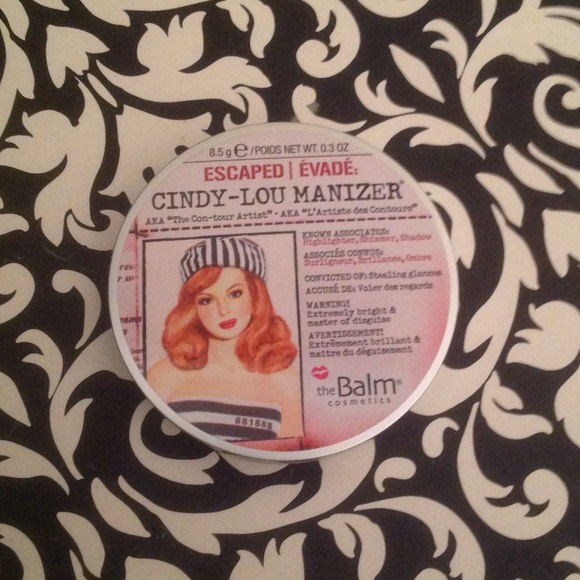 8.5 g e /POIDS NET WT. 0.3 OZ
ESCAPED | ÉVADÉ:
CINDY-LOU MANIZER®
AKA "The Con-tour Artist" · AKA "L'Artiste des Contours"
KNOWN ASSOCIATES:
Highlighter, Shimmer, Shadow
ASSOCIÉS CONNUS:
Surligneur, Brillance, Ombre
CONVICTED OF: Stealing glances
ACCUSÉ DE: Voler des regards
WARNING!
Extremely bright &
master of disguise
AVERTISSEMENT!
Extrêmement brillant &
maître du déguisement
theBalm®
cosmetics